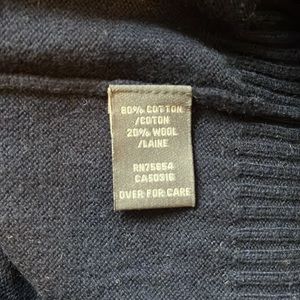 80% COTTON
/COTON
20% WOOL
/LAINE
RN75654
CA50316
OVER FOR CARE